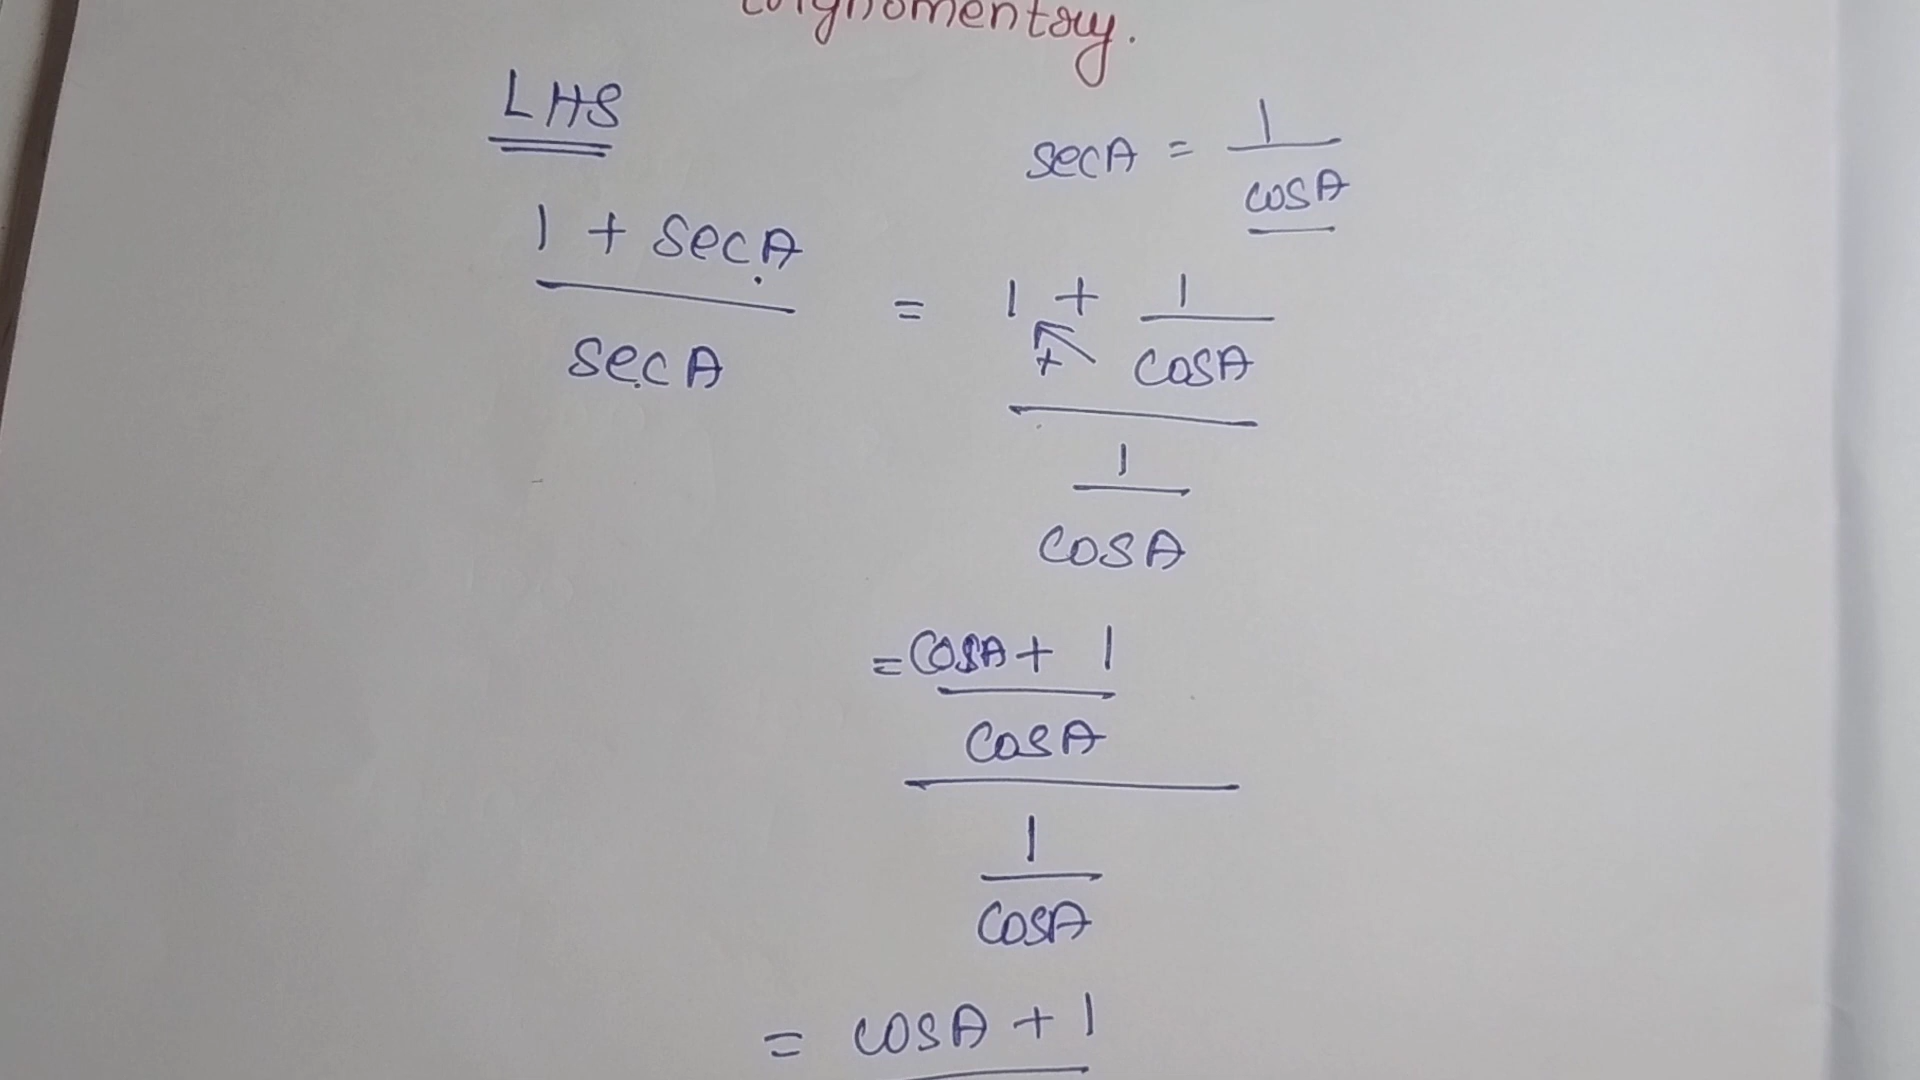 toignomentory.
LHS
secA = 1
cosA
1 + SecA
SecA
= 1 + 1
x cosA
1
cosA
= cosA + 1
cosA
1
cosA
= cosA + 1